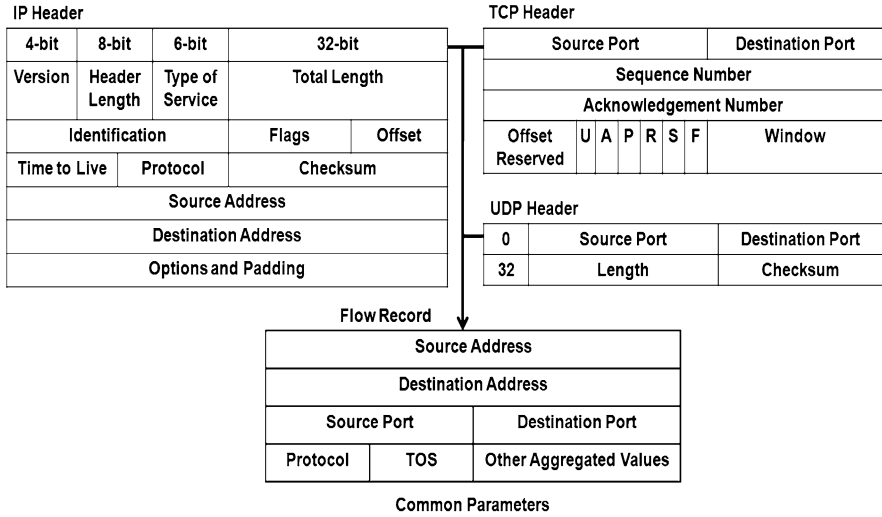 IP Header
4-bit 8-bit 6-bit 32-bit
Version Header Length Type of Service Total Length
Identification Flags Offset
Time to Live Protocol Checksum
Source Address
Destination Address
Options and Padding
TCP Header
Source Port Destination Port
Sequence Number
Acknowledgement Number
Offset Reserved U A P R S F Window
UDP Header
0 Source Port Destination Port
32 Length Checksum
Flow Record
Source Address
Destination Address
Source Port Destination Port
Protocol TOS Other Aggregated Values
Common Parameters